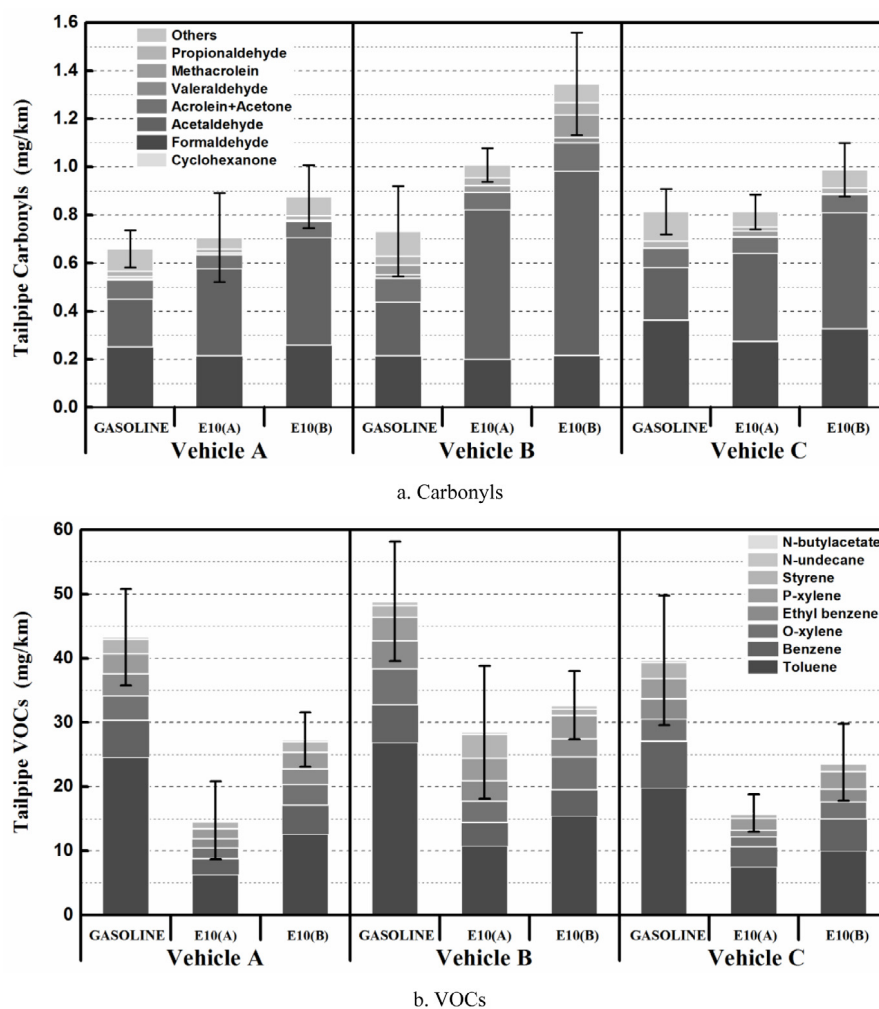 Tailpipe Carbonyls (mg/km)
1.6
1.4
1.2
1.0
0.8
0.6
0.4
0.2
0.0
Others
Propionaldehyde
Methacrolein
Valeraldehyde
Acrolein+Acetone
Acetaldehyde
Formaldehyde
Cyclohexanone
GASOLINE E10(A) E10(B) GASOLINE E10(A) E10(B) GASOLINE E10(A) E10(B)
Vehicle A Vehicle B Vehicle C
a. Carbonyls
Tailpipe VOCs (mg/km)
60
50
40
30
20
10
0
N-butylacetate
N-undecane
Styrene
P-xylene
Ethyl benzene
O-xylene
Benzene
Toluene
GASOLINE E10(A) E10(B) GASOLINE E10(A) E10(B) GASOLINE E10(A) E10(B)
Vehicle A Vehicle B Vehicle C
b. VOCs